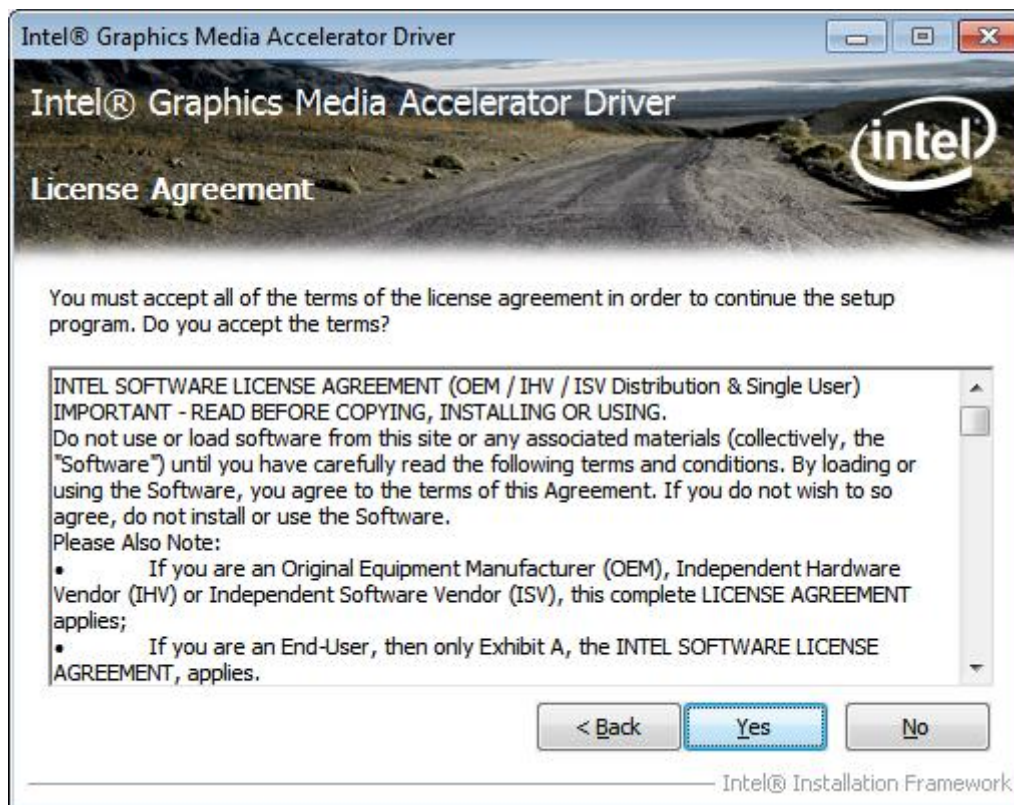 Intel® Graphics Media Accelerator Driver
Intel® Graphics Media Accelerator Driver
intel
License Agreement
You must accept all of the terms of the license agreement in order to continue the setup
program. Do you accept the terms?
INTEL SOFTWARE LICENSE AGREEMENT (OEM / IHV / ISV Distribution & Single User)
IMPORTANT - READ BEFORE COPYING, INSTALLING OR USING.
Do not use or load software from this site or any associated materials (collectively, the
"Software") until you have carefully read the following terms and conditions. By loading or
using the Software, you agree to the terms of this Agreement. If you do not wish to so
agree, do not install or use the Software.
Please Also Note:
• If you are an Original Equipment Manufacturer (OEM), Independent Hardware
Vendor (IHV) or Independent Software Vendor (ISV), this complete LICENSE AGREEMENT
applies;
• If you are an End-User, then only Exhibit A, the INTEL SOFTWARE LICENSE
AGREEMENT, applies.
< Back Yes No
Intel® Installation Framework